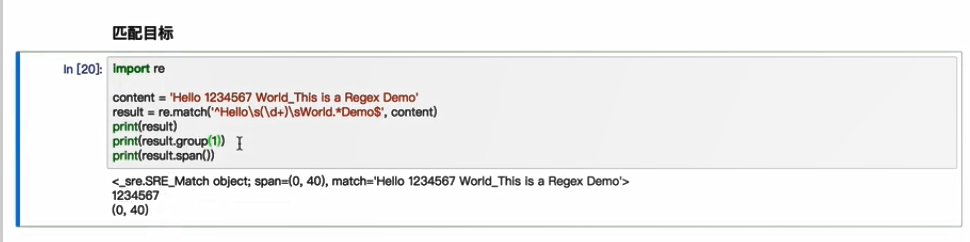 匹配目标
In [20]: import re
content = 'Hello 1234567 World_This is a Regex Demo'
result = re.match('^Hello\s(\d+)\sWorld.*Demo$', content)
print(result)
print(result.group(1))
print(result.span())
<_sre.SRE_Match object; span=(0, 40), match='Hello 1234567 World_This is a Regex Demo'>
1234567
(0, 40)